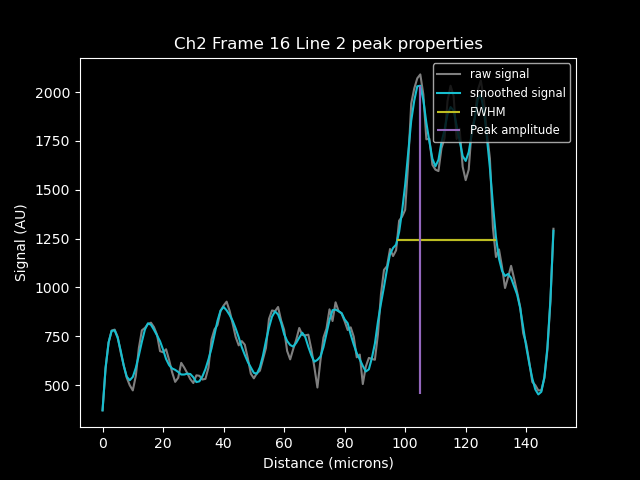 Ch2 Frame 16 Line 2 peak properties
raw signal
smoothed signal
FWHM
Peak amplitude
Signal (AU)
2000
1750
1500
1250
1000
750
500
0 20 40 60 80 100 120 140
Distance (microns)